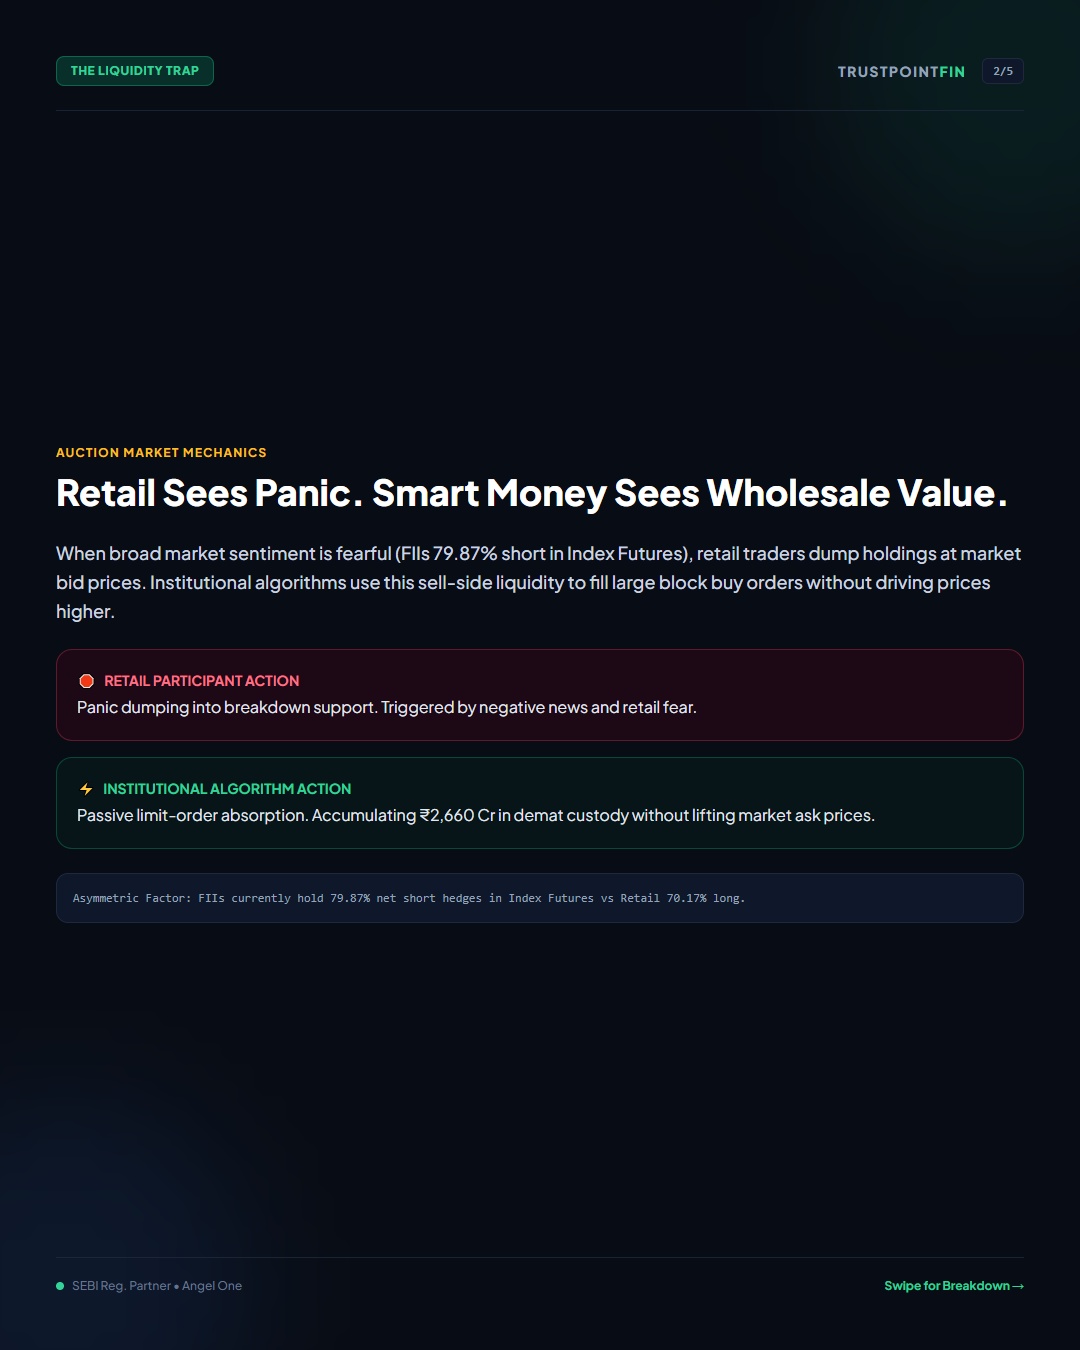 THE LIQUIDITY TRAP
TRUSTPOINTFIN
2/5
AUCTION MARKET MECHANICS
Retail Sees Panic. Smart Money Sees Wholesale Value.
When broad market sentiment is fearful (FIIs 79.87% short in Index Futures), retail traders dump holdings at market
bid prices. Institutional algorithms use this sell-side liquidity to fill large block buy orders without driving prices
higher.
🛑 RETAIL PARTICIPANT ACTION
Panic dumping into breakdown support. Triggered by negative news and retail fear.
⚡ INSTITUTIONAL ALGORITHM ACTION
Passive limit-order absorption. Accumulating ₹2,660 Cr in demat custody without lifting market ask prices.
Asymmetric Factor: FIIs currently hold 79.87% net short hedges in Index Futures vs Retail 70.17% long.
SEBI Reg. Partner • Angel One
Swipe for Breakdown →